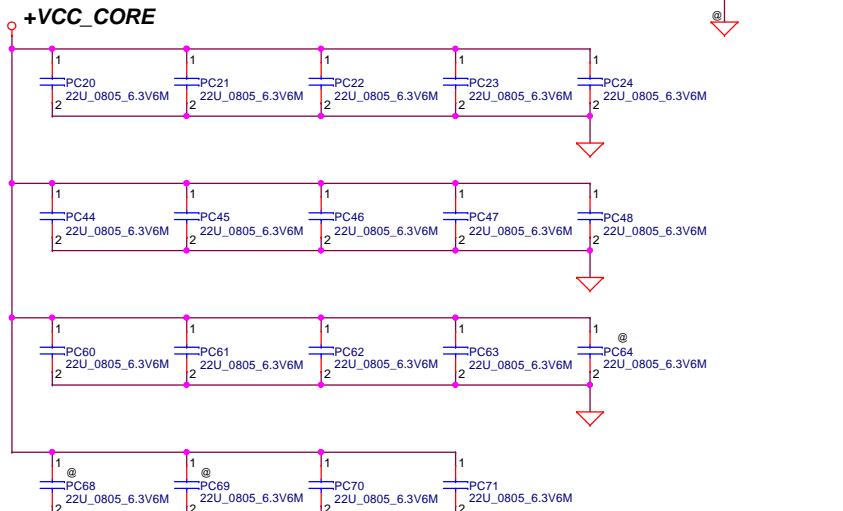 @
+VCC_CORE
1 1 1 1 1
PC20 PC21 PC22 PC23 PC24
22U_0805_6.3V6M 22U_0805_6.3V6M 22U_0805_6.3V6M 22U_0805_6.3V6M 22U_0805_6.3V6M
2 2 2 2 2
1 1 1 1 1
PC44 PC45 PC46 PC47 PC48
22U_0805_6.3V6M 22U_0805_6.3V6M 22U_0805_6.3V6M 22U_0805_6.3V6M 22U_0805_6.3V6M
2 2 2 2 2
1 1 1 1 1
@
PC60 PC61 PC62 PC63 PC64
22U_0805_6.3V6M 22U_0805_6.3V6M 22U_0805_6.3V6M 22U_0805_6.3V6M 22U_0805_6.3V6M
2 2 2 2 2
1 1 1 1
@ @
PC68 PC69 PC70 PC71
22U_0805_6.3V6M 22U_0805_6.3V6M 22U_0805_6.3V6M 22U_0805_6.3V6M
2 2 2 2